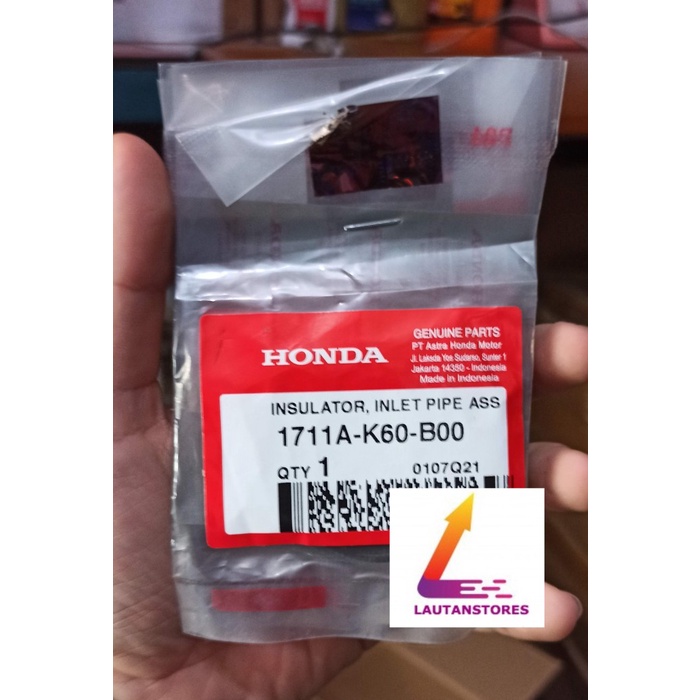 HONDA
GENUINE PARTS
PT Astra Honda Motor
Jl. Laksda Yos Sudarso, Sunter 1
Jakarta 14350 - Indonesia
Made in Indonesia
INSULATOR, INLET PIPE ASS
1711A-K60-B00
QTY 1
0107Q21
LAUTANSTORES